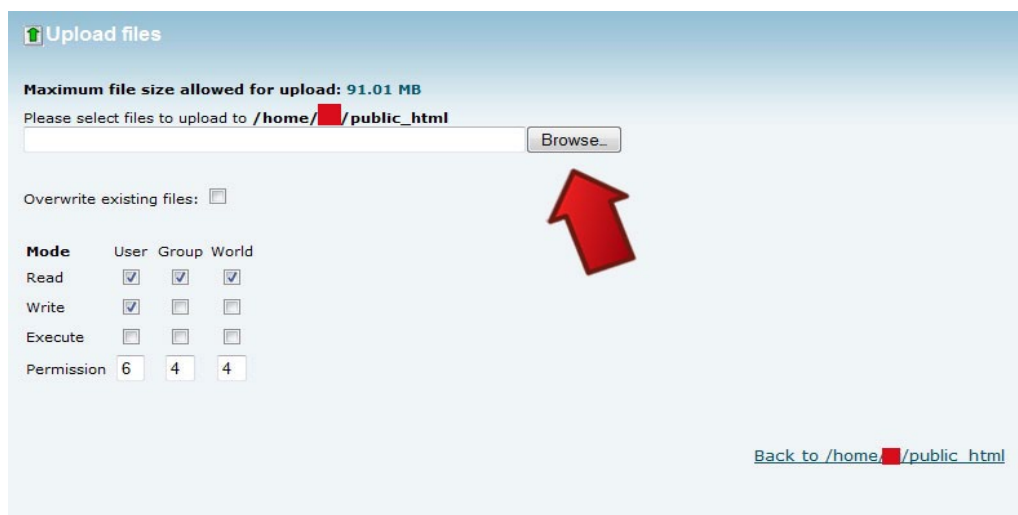 Upload files
Maximum file size allowed for upload: 91.01 MB
Please select files to upload to /home/ /public_html
Browse...
Overwrite existing files:
Mode User Group World
Read
Write
Execute
Permission 6 4 4
Back to /home/ /public_html